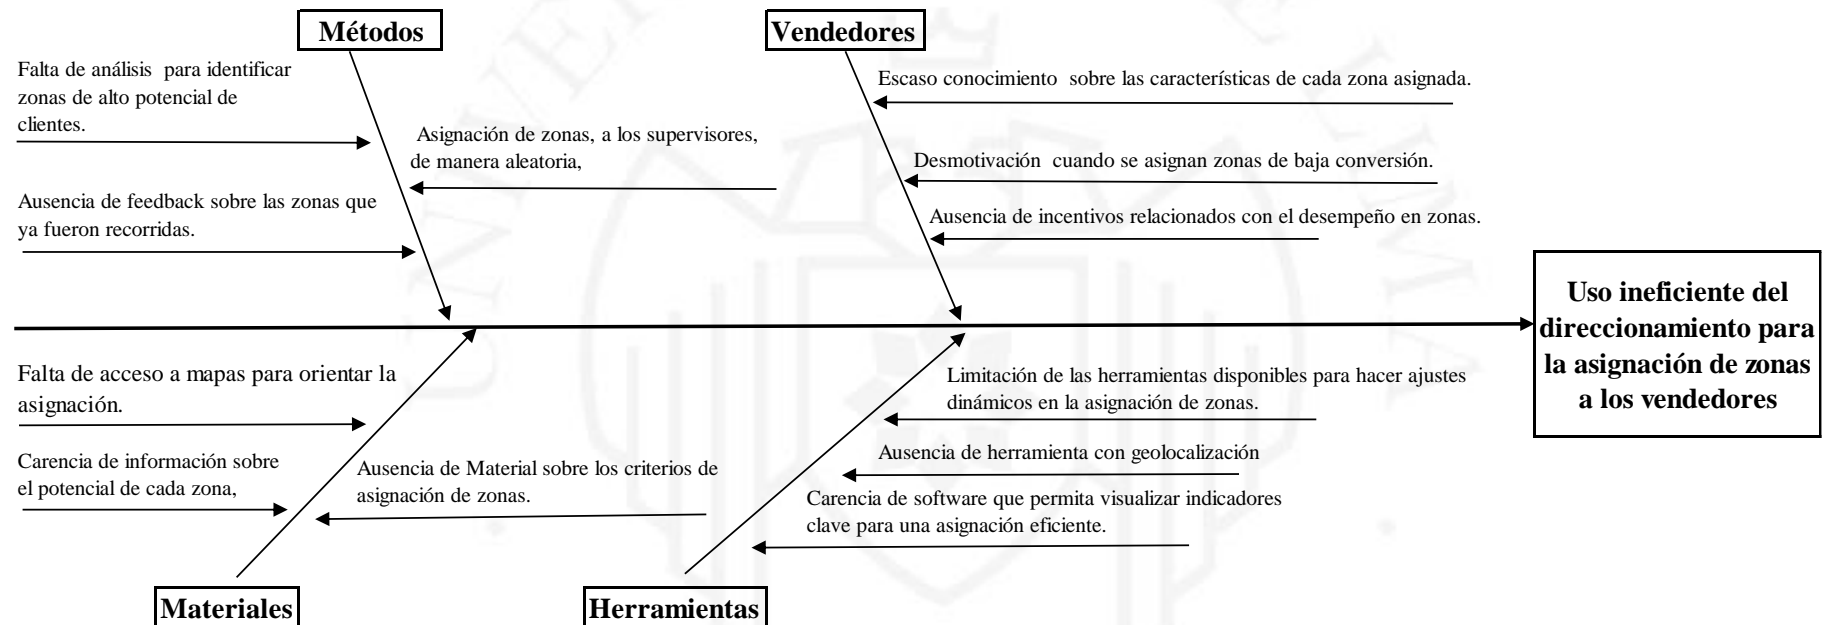 Métodos
Vendedores
Falta de análisis para identificar
zonas de alto potencial de
clientes.
Asignación de zonas, a los supervisores,
de manera aleatoria,
Ausencia de feedback sobre las zonas que
ya fueron recorridas.
Escaso conocimiento sobre las características de cada zona asignada.
Desmotivación cuando se asignan zonas de baja conversión.
Ausencia de incentivos relacionados con el desempeño en zonas.
Uso ineficiente del
direccionamiento para
la asignación de zonas
a los vendedores
Falta de acceso a mapas para orientar la
asignación.
Carencia de información sobre
el potencial de cada zona,
Ausencia de Material sobre los criterios de
asignación de zonas.
Limitación de las herramientas disponibles para hacer ajustes
dinámicos en la asignación de zonas.
Ausencia de herramienta con geolocalización
Carencia de software que permita visualizar indicadores
clave para una asignación eficiente.
Materiales
Herramientas